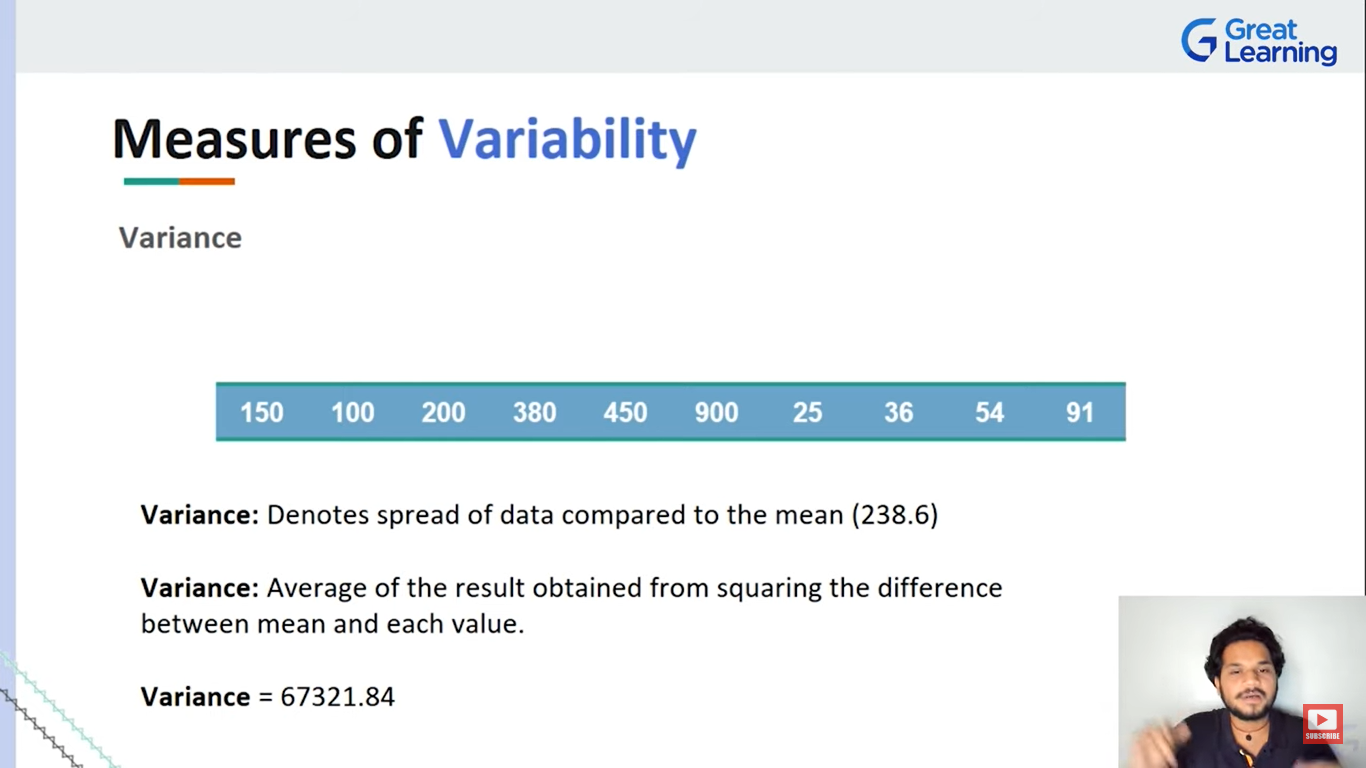 Great
Learning
Measures of Variability
Variance
150 100 200 380 450 900 25 36 54 91
Variance: Denotes spread of data compared to the mean (238.6)
Variance: Average of the result obtained from squaring the difference
between mean and each value.
Variance = 67321.84
SUBSCRIBE